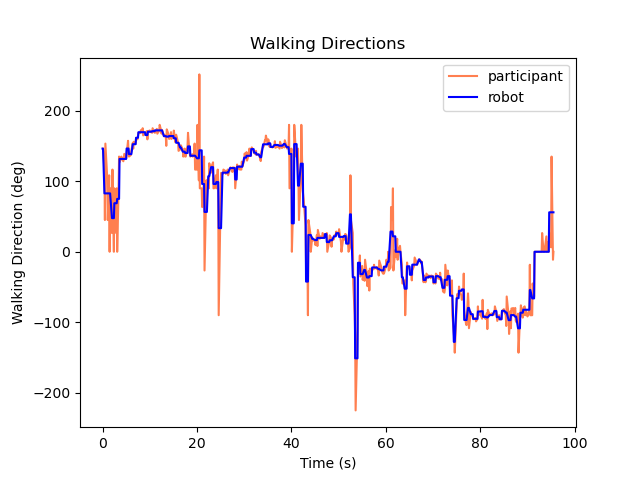 Walking Directions
participant
robot
Walking Direction (deg)
200
100
0
−100
−200
0
20
40
60
80
100
Time (s)